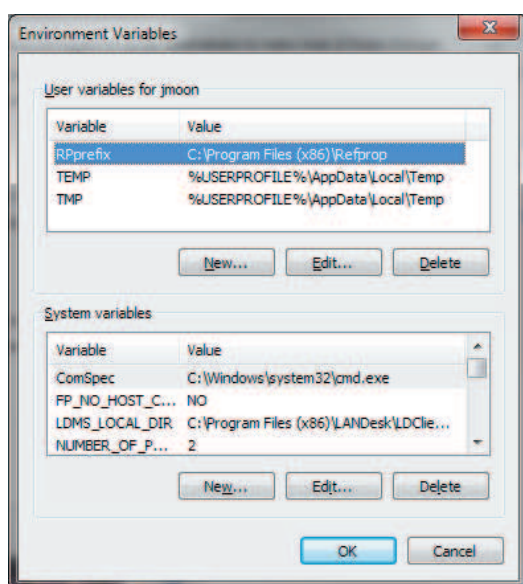 Environment Variables
User variables for jmoon
Variable Value
RPprefix C:\Program Files (x86)\Refprop
TEMP %USERPROFILE%\AppData\Local\Temp
TMP %USERPROFILE%\AppData\Local\Temp
New... Edit... Delete
System variables
Variable Value
ComSpec C:\Windows\system32\cmd.exe
FP_NO_HOST_C... NO
LDMS_LOCAL_DIR C:\Program Files (x86)\LANDesk\LDClie...
NUMBER_OF_P... 2
New... Edit... Delete
OK Cancel